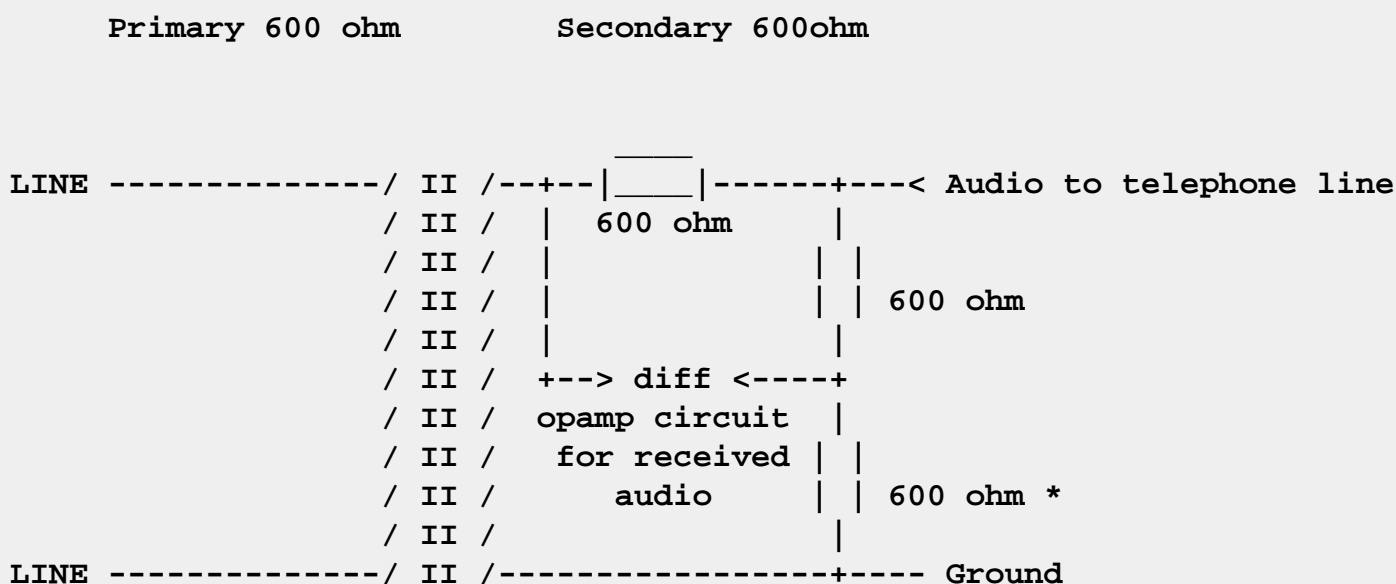 Primary 600 ohm Secondary 600ohm
LINE --------------/ II /--+--|____|------+---< Audio to telephone line
/ II / | 600 ohm |
/ II / | | |
/ II / | | | 600 ohm
/ II / | |
/ II / +--> diff <----+
/ II / opamp circuit |
/ II / for received | |
/ II / audio | | 600 ohm *
/ II / |
LINE --------------/ II /-----------------+---- Ground